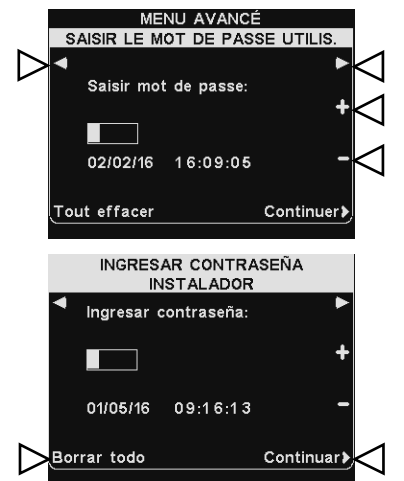 MENU AVANCÉ
SAISIR LE MOT DE PASSE UTILIS.
Saisir mot de passe:
+
02/02/16 16:09:05 -
Tout effacer Continuer
INGRESAR CONTRASEÑA
INSTALADOR
Ingresar contraseña:
+
01/05/16 09:16:13 -
Borrar todo Continuar